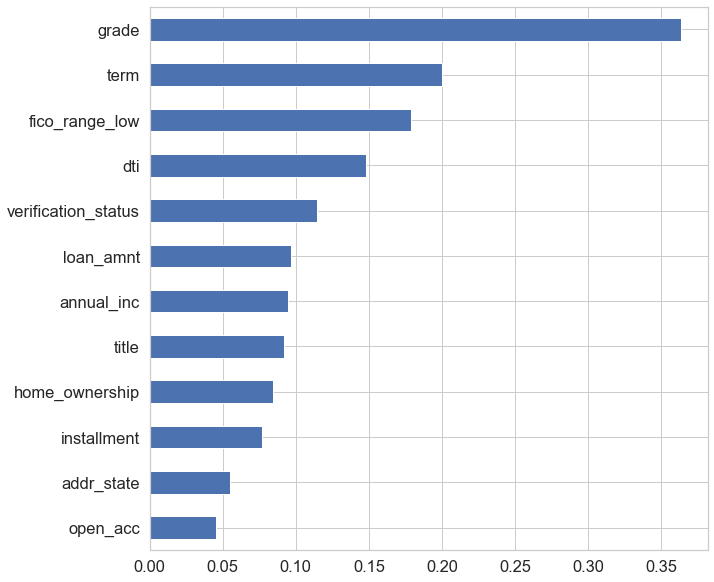 grade
term
fico_range_low
dti
verification_status
loan_amnt
annual_inc
title
home_ownership
installment
addr_state
open_acc
0.00 0.05 0.10 0.15 0.20 0.25 0.30 0.35